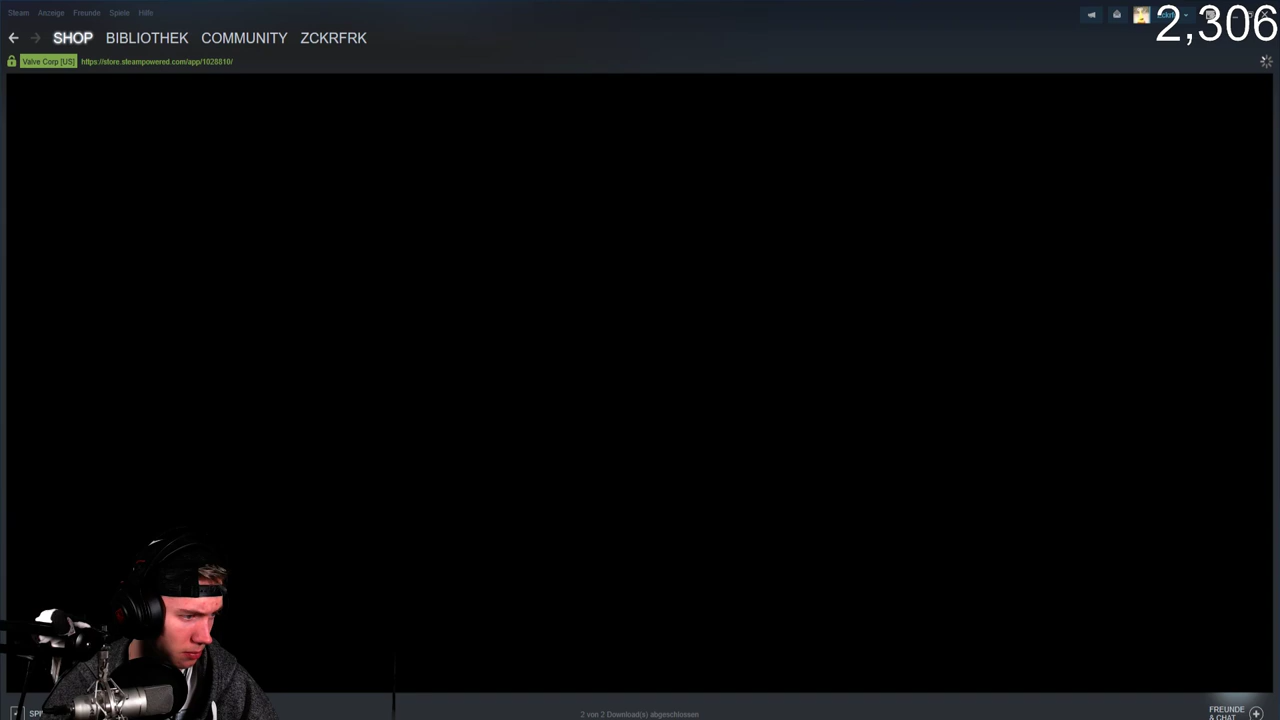 Steam Anzeige Freunde Spiele Hilfe
2,306
SHOP BIBLIOTHEK COMMUNITY ZCKRFRK
Valve Corp [US] https://store.steampowered.com/app/1028810/
2 von 2 Download(s) abgeschlossen
FREUNDE
& CHAT